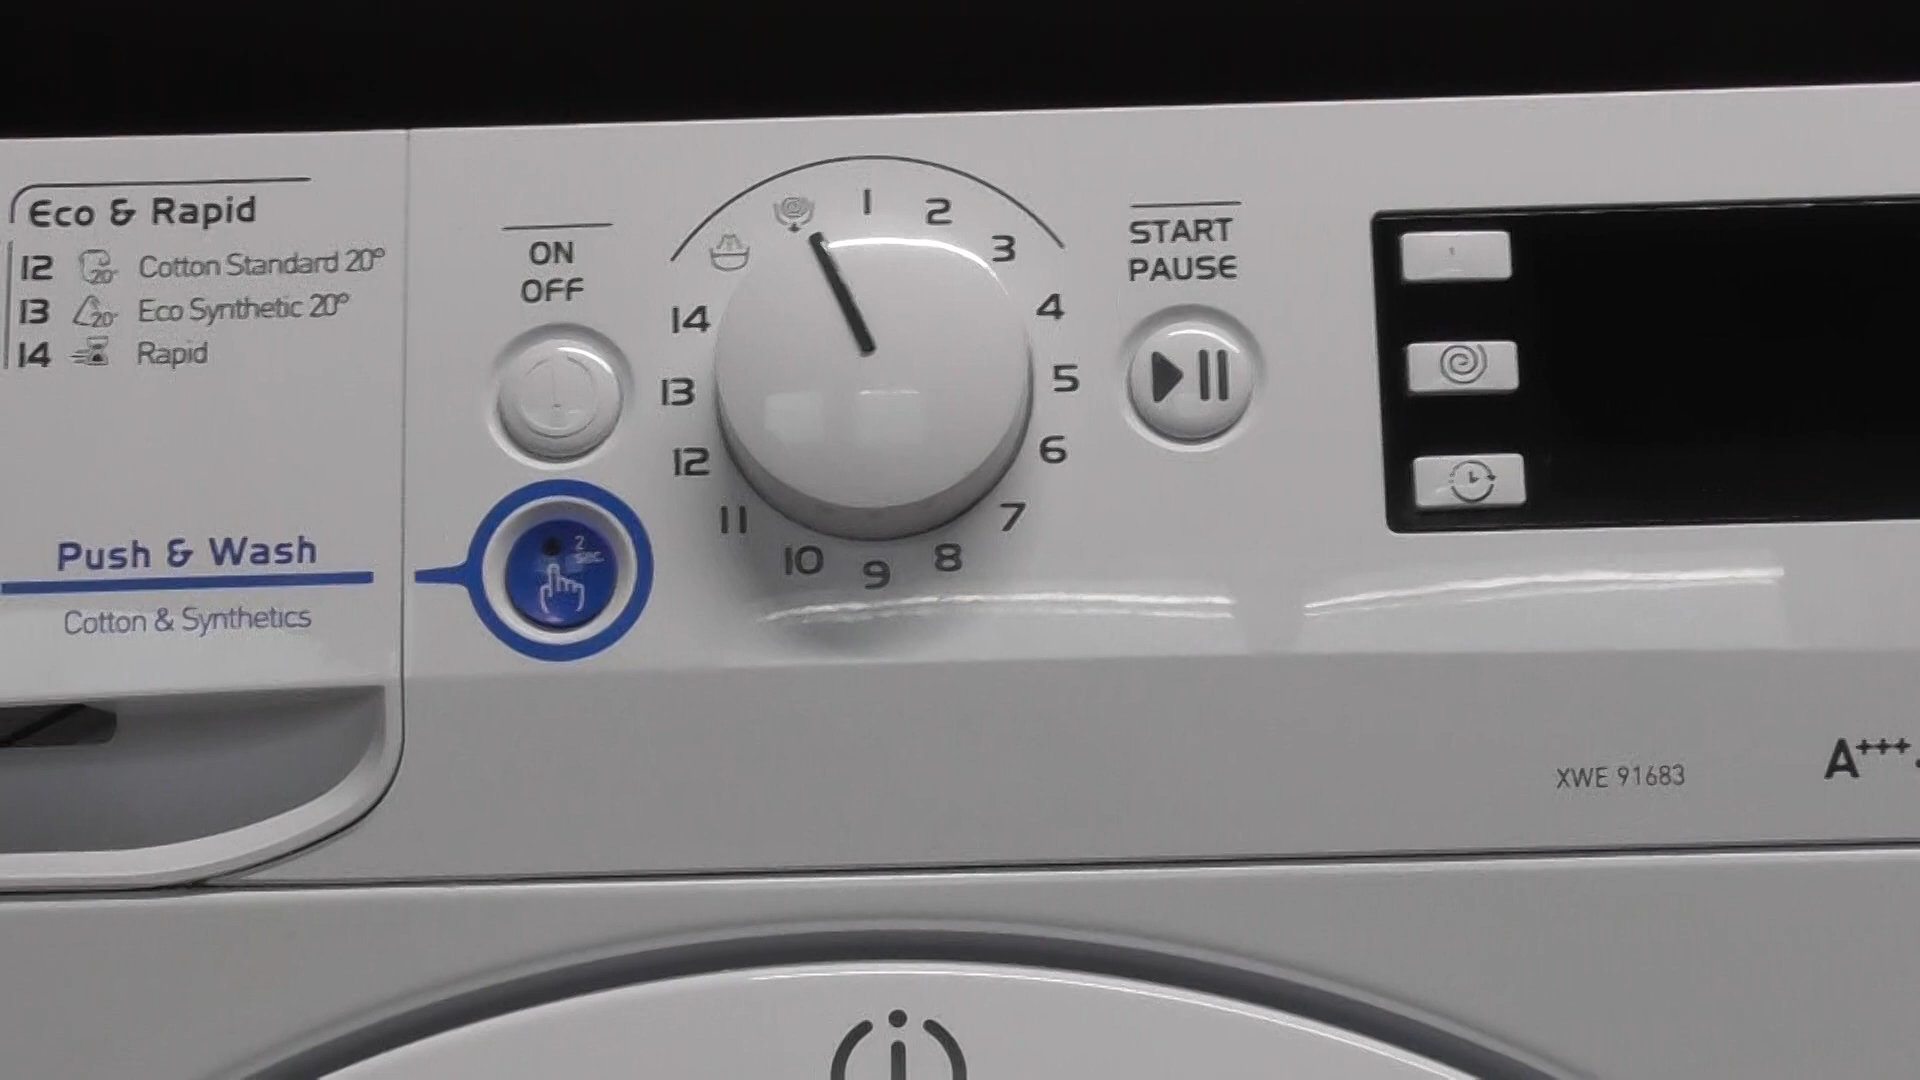 Eco & Rapid
12 20° Cotton Standard 20°
13 20° Eco Synthetic 20°
14 Rapid
Push & Wash
Cotton & Synthetics
ON
OFF
2
sec.
1
2
3
4
5
6
7
8
9
10
11
12
13
14
START
PAUSE
XWE 91683
A+++